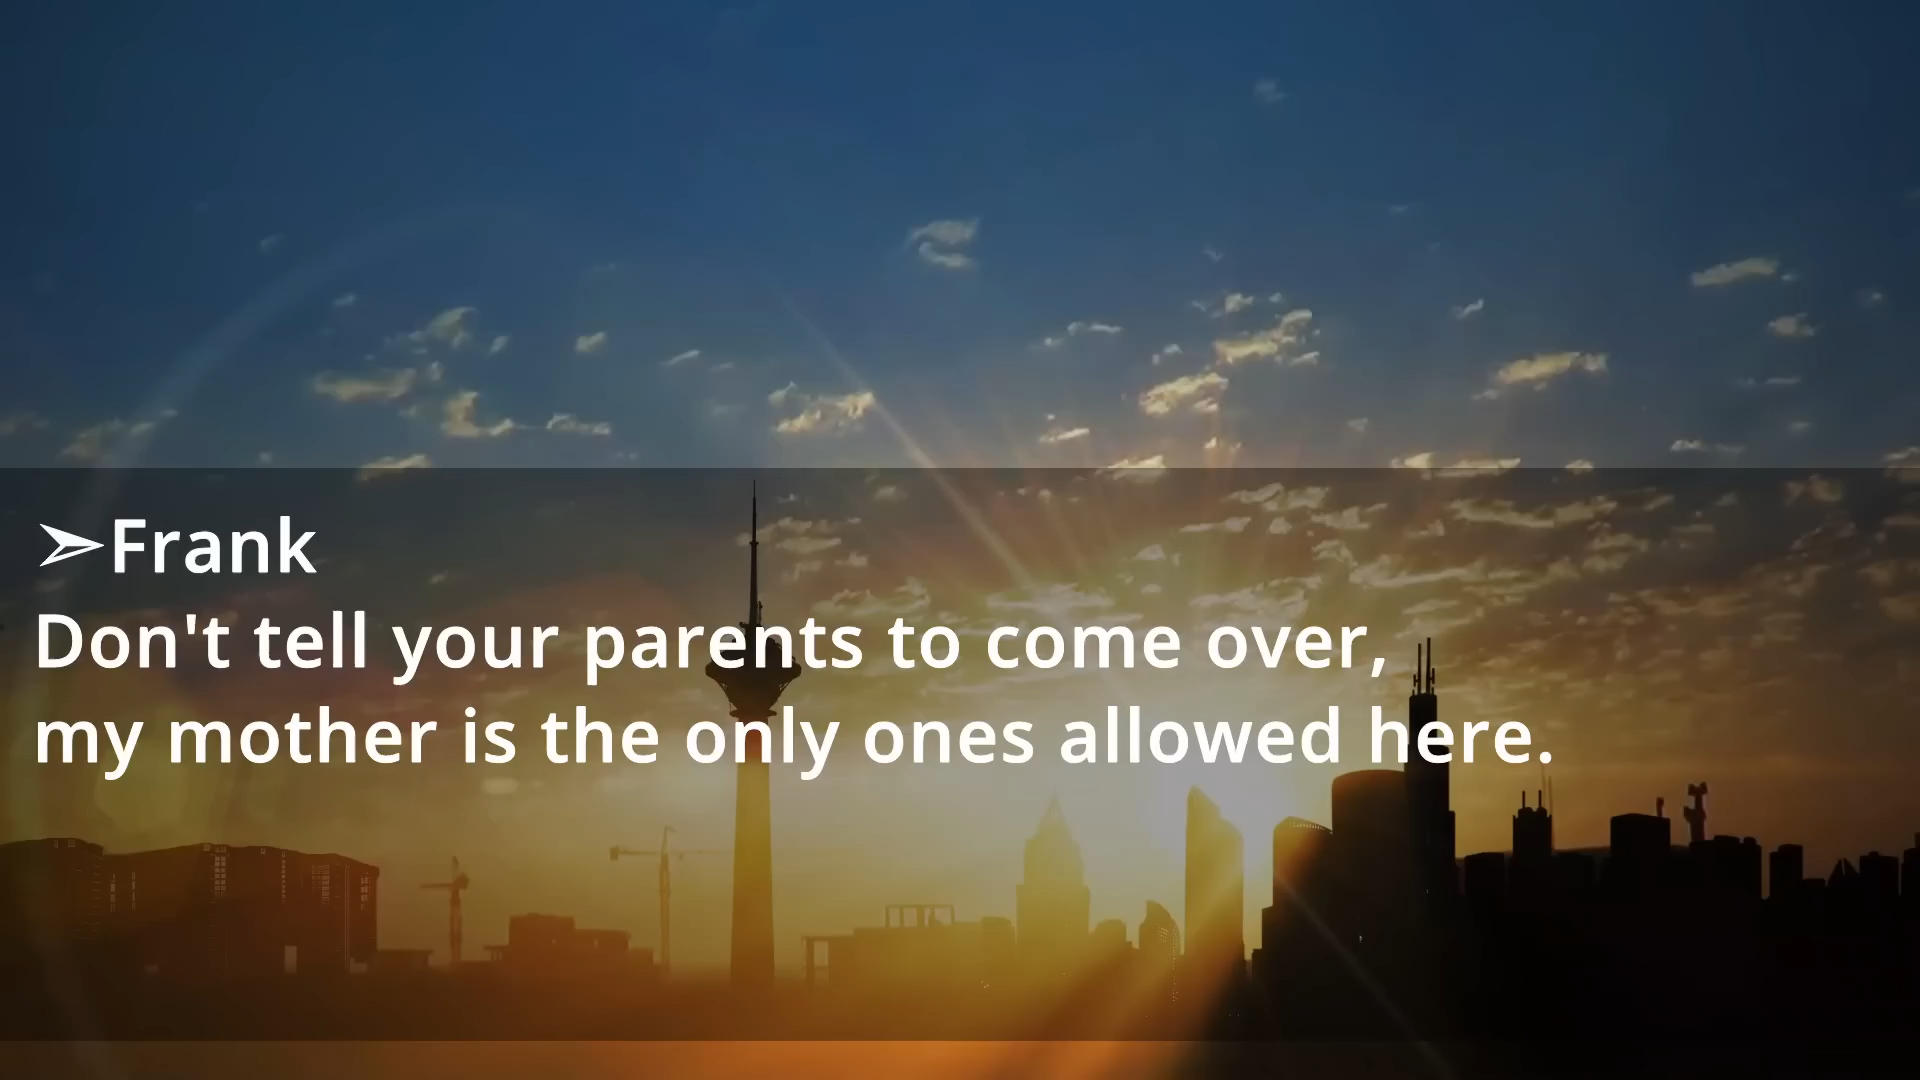 ➢Frank
Don't tell your parents to come over,
my mother is the only ones allowed here.